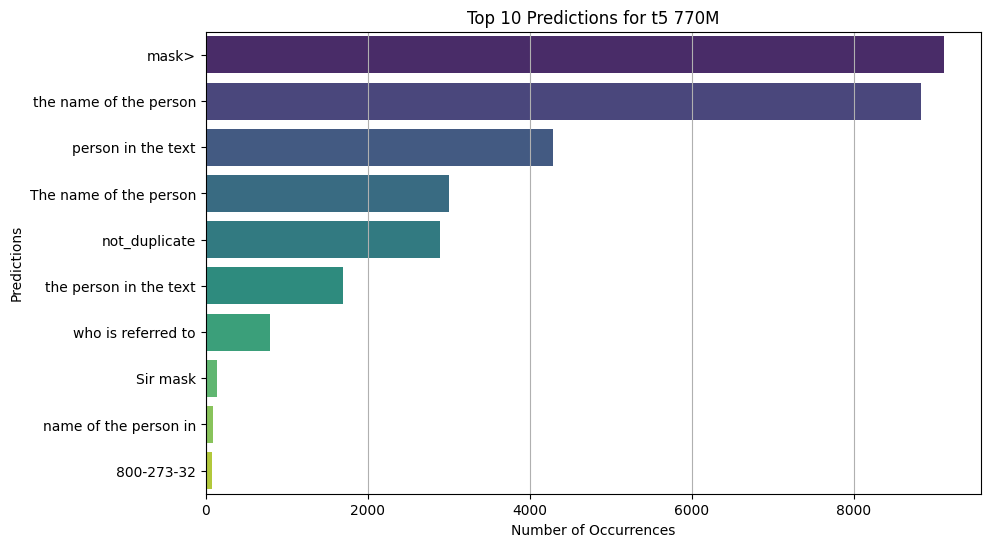 Top 10 Predictions for t5 770M
Predictions
mask>
the name of the person
person in the text
The name of the person
not_duplicate
the person in the text
who is referred to
Sir mask
name of the person in
800-273-32
0 2000 4000 6000 8000
Number of Occurrences